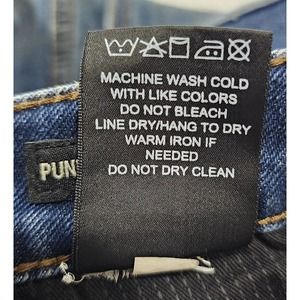 MACHINE WASH COLD
WITH LIKE COLORS
DO NOT BLEACH
LINE DRY/HANG TO DRY
WARM IRON IF
NEEDED
DO NOT DRY CLEAN
PUN